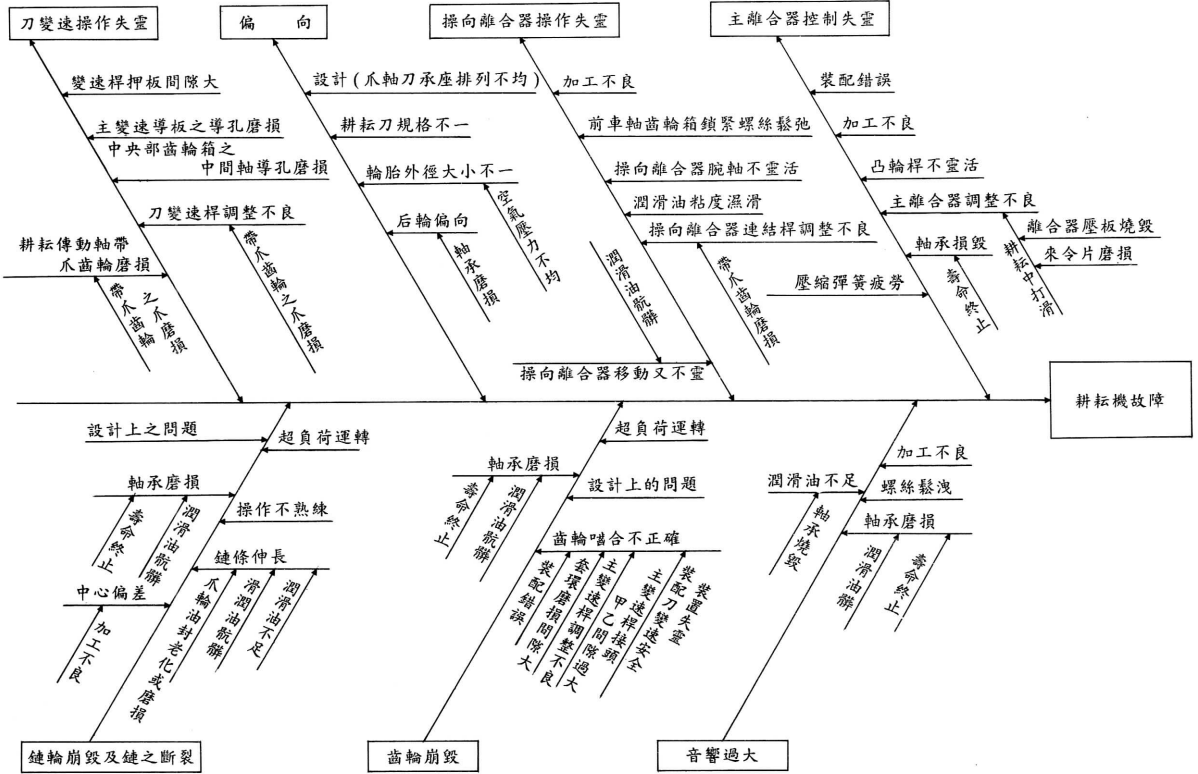 刀變速操作失靈
偏 向
操向離合器操作失靈
主離合器控制失靈
變速桿押板間隙大
主變速導板之導孔磨損
中央部齒輪箱之
中間軸導孔磨損
刀變速桿調整不良
帶爪齒輪之爪磨損
耕耘傳動軸帶
爪齒輪磨損
帶爪齒輪
之爪磨損
設計(爪軸刀承座排列不均)
耕耘刀規格不一
輪胎外徑大小不一
空氣壓力不均
后輪偏向
軸承磨損
加工不良
前車軸齒輪箱鎖緊螺絲鬆弛
操向離合器腕軸不靈活
潤滑油粘度濕滑
操向離合器連結桿調整不良
帶爪齒輪磨損
潤滑油骯髒
操向離合器移動叉不靈
裝配錯誤
加工不良
凸輪桿不靈活
主離合器調整不良
離合器壓板燒毀
來令片磨損
耕耘中打滑
軸承損毀
壽命終止
壓縮彈簧疲勞
耕耘機故障
設計上之問題
超負荷運轉
軸承磨損
壽命終止
潤滑油骯髒
操作不熟練
鏈條伸長
爪輪油封老化或磨損
滑潤油骯髒
潤滑油不足
中心偏差
加工不良
鏈輪崩毀及鏈之斷裂
超負荷運轉
軸承磨損
壽命終止
潤滑油骯髒
設計上的問題
齒輪嚙合不正確
裝配錯誤
套環磨損間隙大
主變速桿調整不良
甲乙間隙過大
主變速桿接頭
裝配刀變速安全
裝置失靈
齒輪崩毀
加工不良
潤滑油不足
軸承燒毀
螺絲鬆洩
軸承磨損
潤滑油髒
壽命終止
音響過大